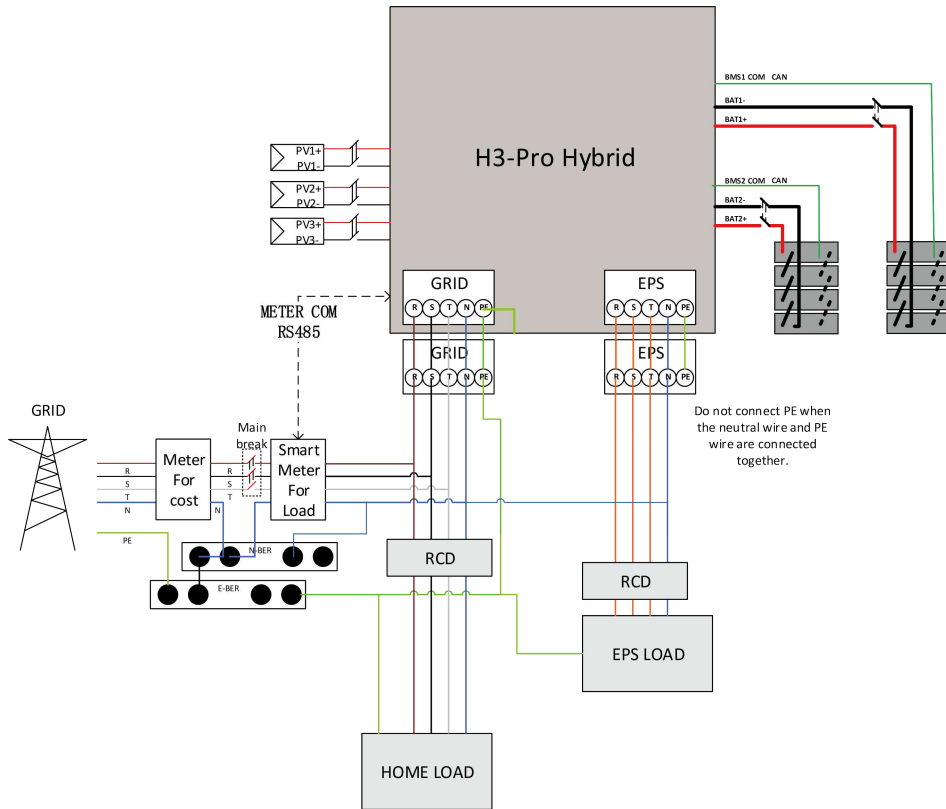 BMS1 COM CAN
BAT1-
BAT1+
H3-Pro Hybrid
PV1+
PV1-
PV2+
PV2-
PV3+
PV3-
BMS2 COM CAN
BAT2-
BAT2+
GRID
R S T N PE
EPS
R S T N PE
METER COM
RS485
GRID
R S T N PE
EPS
R S T N PE
Do not connect PE when
the neutral wire and PE
wire are connected
together.
GRID
Main
break
Meter
For
cost
Smart
Meter
For
Load
R
S
T
N
R
S
T
N
PE
N-BER
E-BER
RCD
RCD
EPS LOAD
HOME LOAD